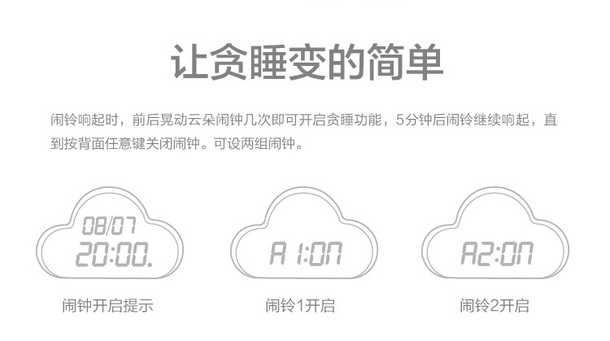 让贪睡变的简单
闹铃响起时，前后晃动云朵闹钟几次即可开启贪睡功能，5分钟后闹铃继续响起，直
到按背面任意键关闭闹钟。可设两组闹钟。
08/07
20:00.
A1:ON
A2:ON
闹钟开启提示
闹铃1开启
闹铃2开启